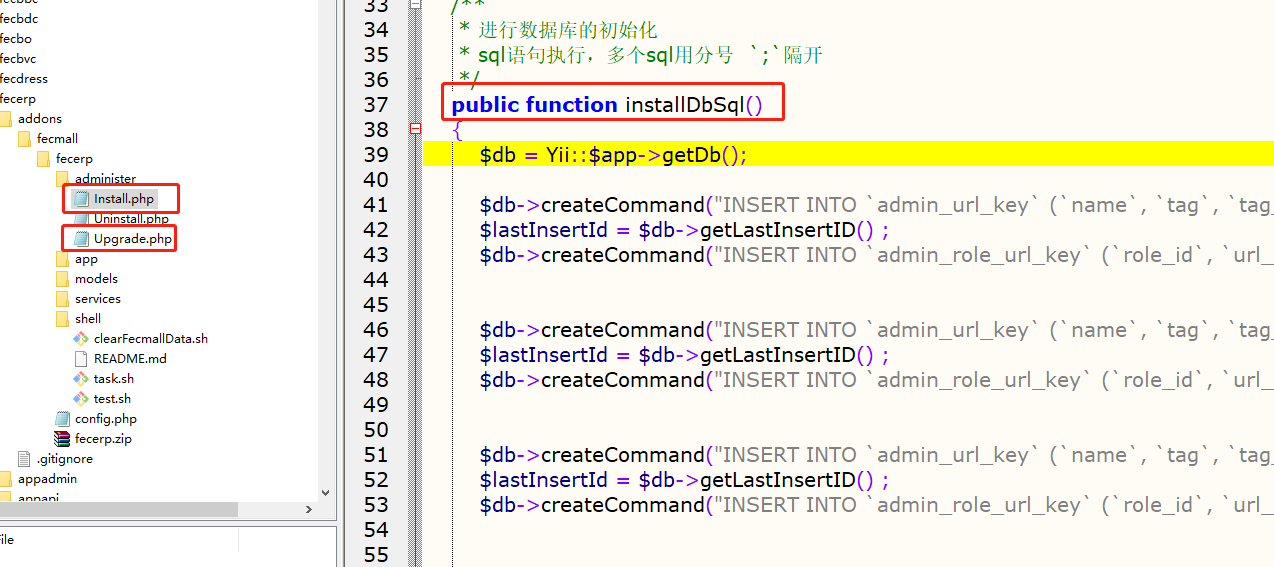 fecbdc
fecbo
fecbvc
fecdress
fecerp
addons
fecmall
fecerp
administer
Install.php
Uninstall.php
Upgrade.php
app
models
services
shell
clearFecmallData.sh
README.md
task.sh
test.sh
config.php
fecerp.zip
.gitignore
appadmin
appapi
File
33 /**
34 * 进行数据库的初始化
35 * sql语句执行，多个sql用分号 `;`隔开
36 */
37 public function installDbSql()
38 {
39 $db = Yii::$app->getDb();
40
41 $db->createCommand("INSERT INTO `admin_url_key` (`name`, `tag`, `tag_
42 $lastInsertId = $db->getLastInsertID() ;
43 $db->createCommand("INSERT INTO `admin_role_url_key` (`role_id`, `url_
44
45
46 $db->createCommand("INSERT INTO `admin_url_key` (`name`, `tag`, `tag_
47 $lastInsertId = $db->getLastInsertID() ;
48 $db->createCommand("INSERT INTO `admin_role_url_key` (`role_id`, `url_
49
50
51 $db->createCommand("INSERT INTO `admin_url_key` (`name`, `tag`, `tag_
52 $lastInsertId = $db->getLastInsertID() ;
53 $db->createCommand("INSERT INTO `admin_role_url_key` (`role_id`, `url_
54
55